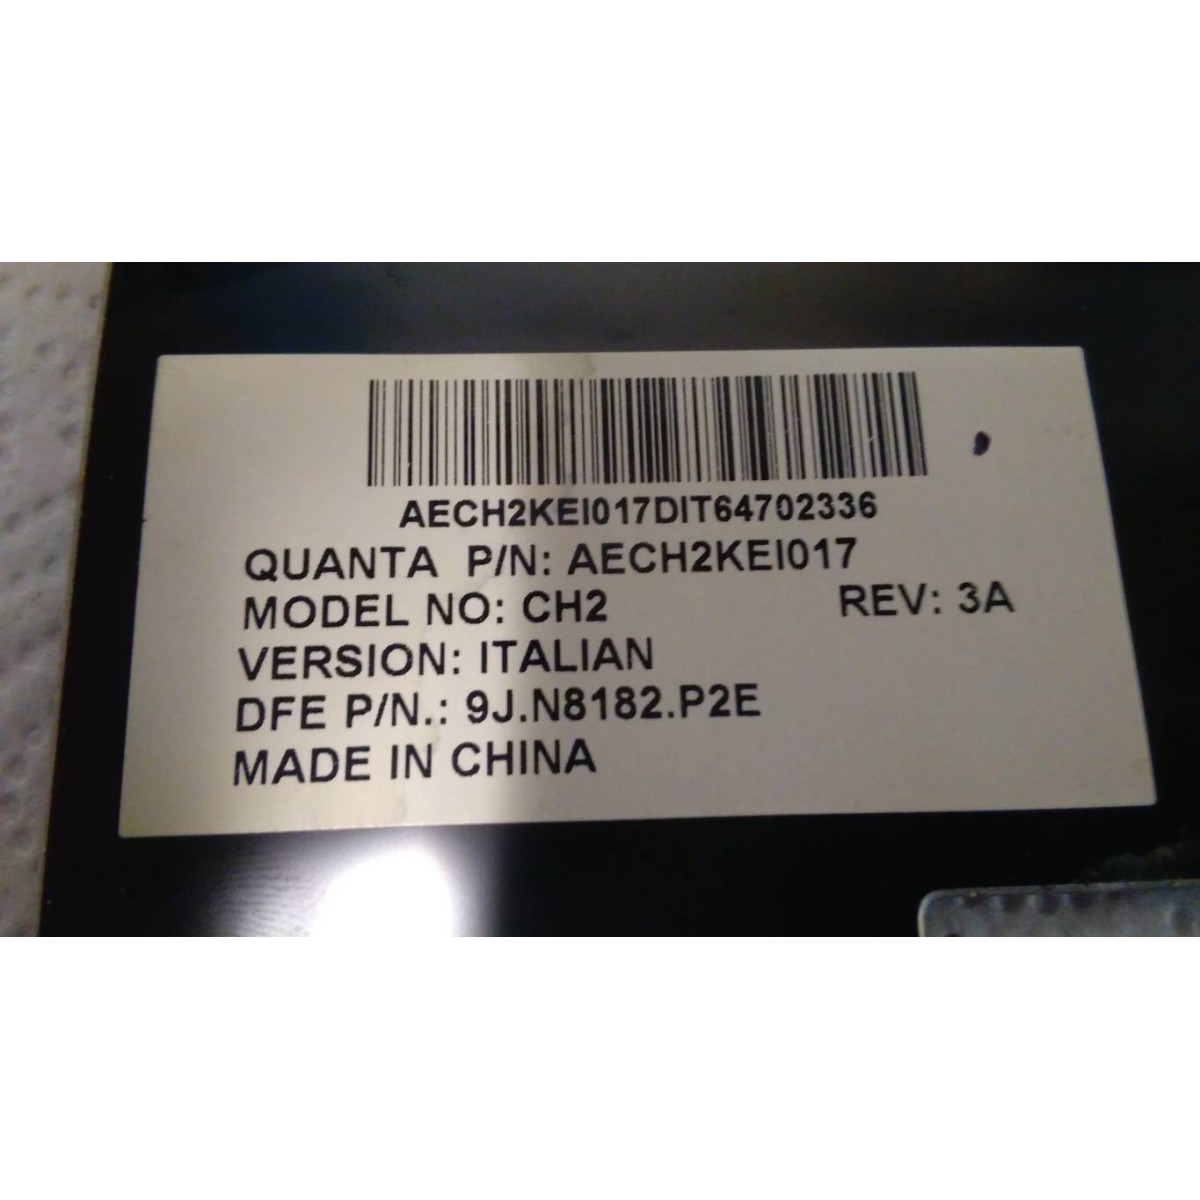 AECH2KEI017DIT64702336
QUANTA P/N: AECH2KEI017
MODEL NO: CH2 REV: 3A
VERSION: ITALIAN
DFE P/N.: 9J.N8182.P2E
MADE IN CHINA